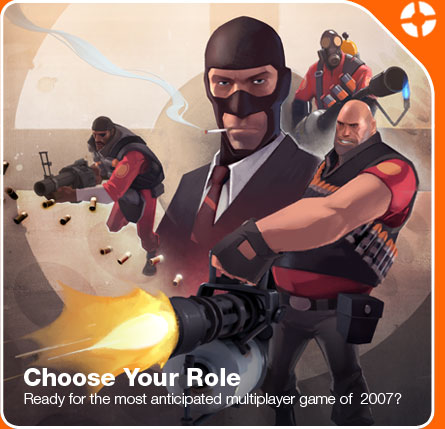 Choose Your Role
Ready for the most anticipated multiplayer game of 2007?